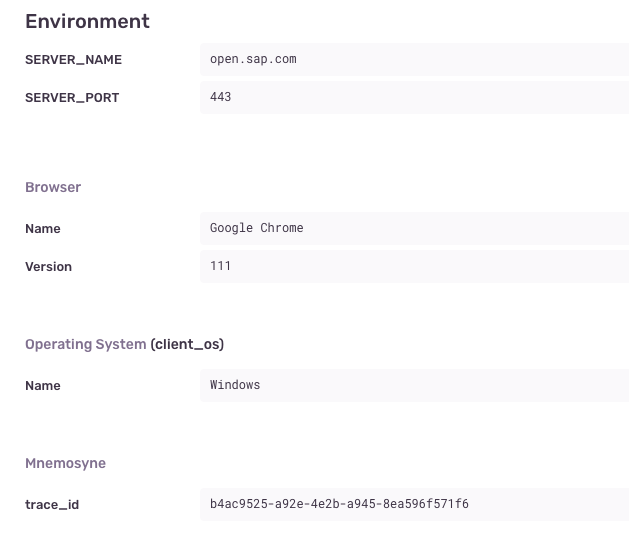 Environment
SERVER_NAME open.sap.com
SERVER_PORT 443
Browser
Name Google Chrome
Version 111
Operating System (client_os)
Name Windows
Mnemosyne
trace_id b4ac9525-a92e-4e2b-a945-8ea596f571f6